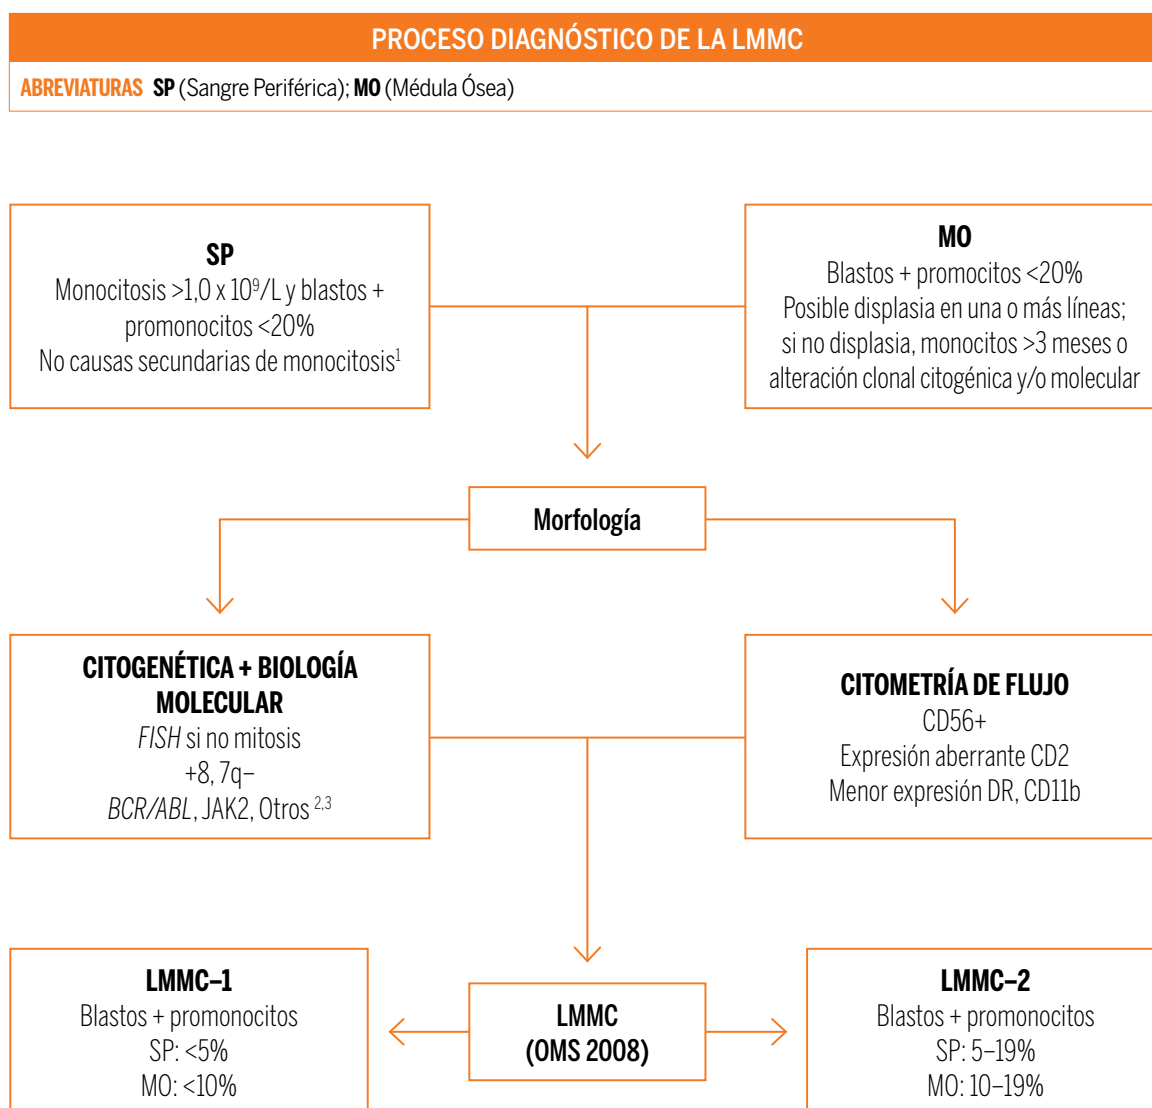 PROCESO DIAGNÓSTICO DE LA LMMC
ABREVIATURAS SP (Sangre Periférica); MO (Médula Ósea)
SP
Monocitosis >1,0 x 10⁹/L y blastos +
promonocitos <20%
No causas secundarias de monocitosis¹
MO
Blastos + promocitos <20%
Posible displasia en una o más líneas;
si no displasia, monocitos >3 meses o
alteración clonal citogénica y/o molecular
Morfología
CITOGENÉTICA + BIOLOGÍA
MOLECULAR
FISH si no mitosis
+8, 7q–
BCR/ABL, JAK2, Otros ²,³
CITOMETRÍA DE FLUJO
CD56+
Expresión aberrante CD2
Menor expresión DR, CD11b
LMMC–1
Blastos + promonocitos
SP: <5%
MO: <10%
LMMC
(OMS 2008)
LMMC–2
Blastos + promonocitos
SP: 5–19%
MO: 10–19%